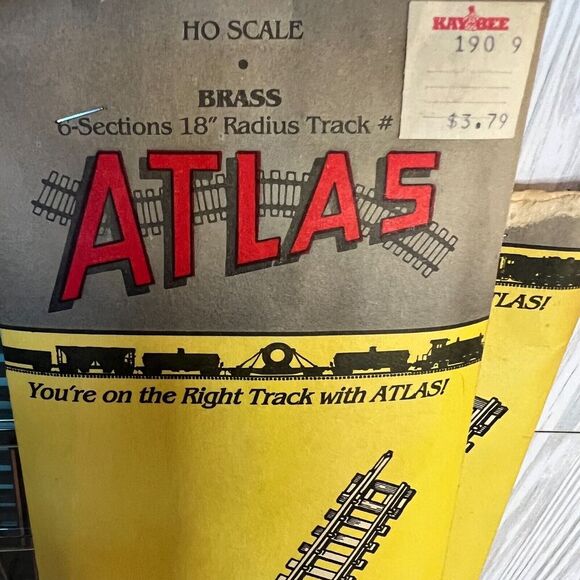 HO SCALE
•
BRASS
6-Sections 18" Radius Track #
KAY BEE
190 9
$3.79
ATLAS
You're on the Right Track with ATLAS!
TLAS!